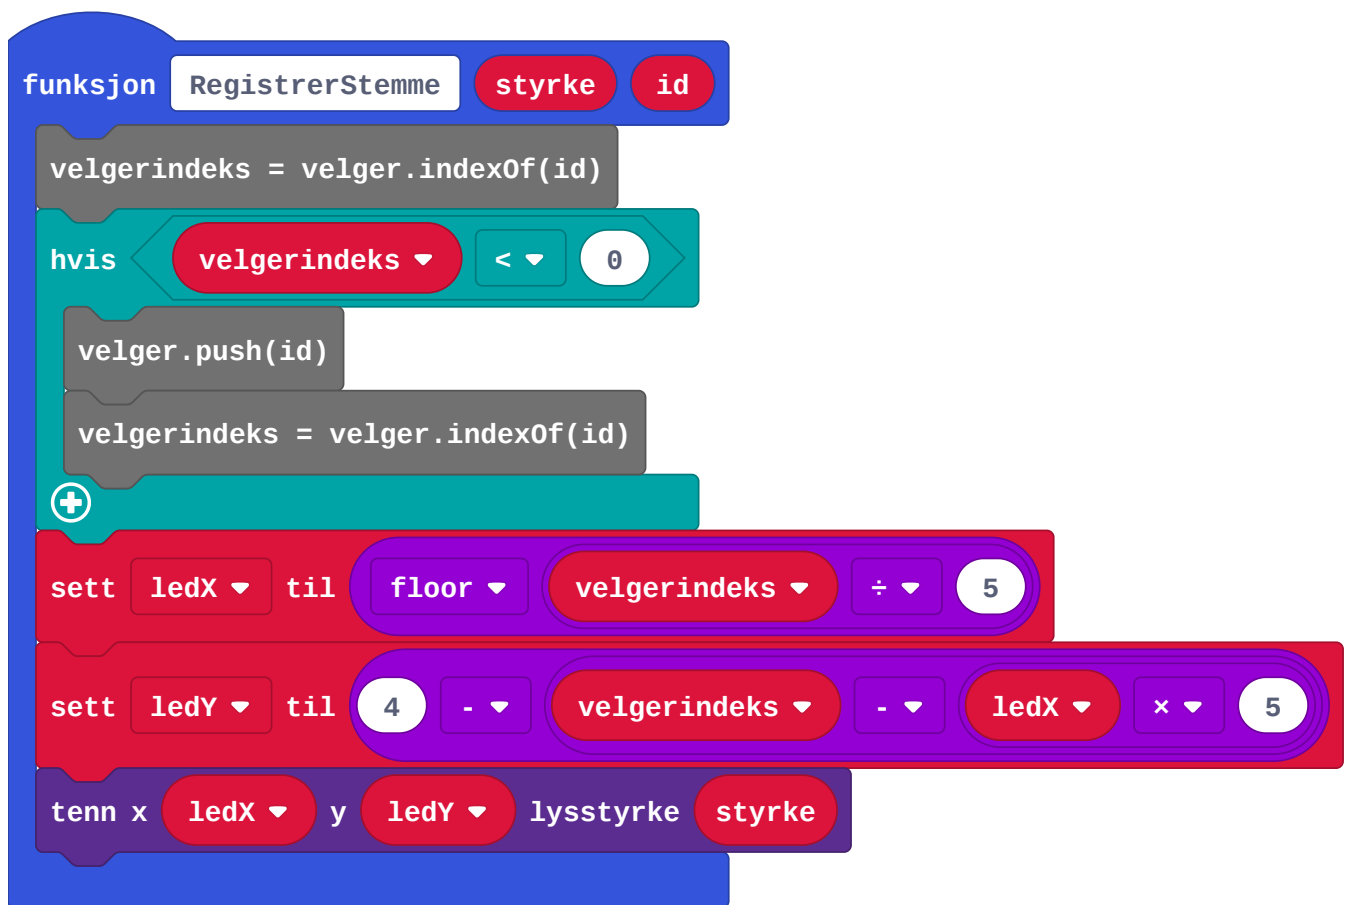 funksjon RegistrerStemme styrke id
velgerindeks = velger.indexOf(id)
hvis velgerindeks < 0
velger.push(id)
velgerindeks = velger.indexOf(id)
sett ledX til floor velgerindeks ÷ 5
sett ledY til 4 - velgerindeks - ledX × 5
tenn x ledX y ledY lysstyrke styrke